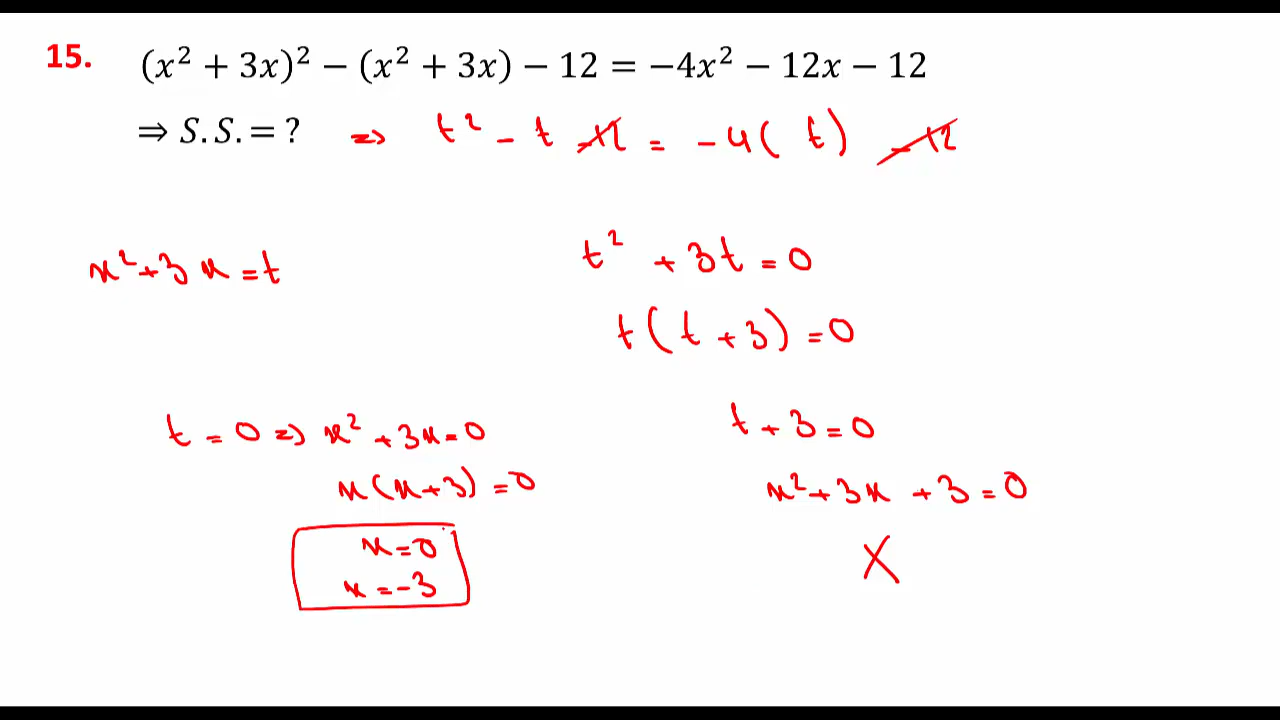 15. (x² + 3x)² − (x² + 3x) − 12 = −4x² − 12x − 12
⇒ S.S. = ? ⇒ t² - t -12 = -4( t) -12
x²+3x=t
t² + 3t = 0
t(t+3) = 0
t = 0 ⇒ x² + 3x = 0
x(x+3) = 0
x=0
x=-3
t + 3 = 0
x²+3x + 3 = 0
X